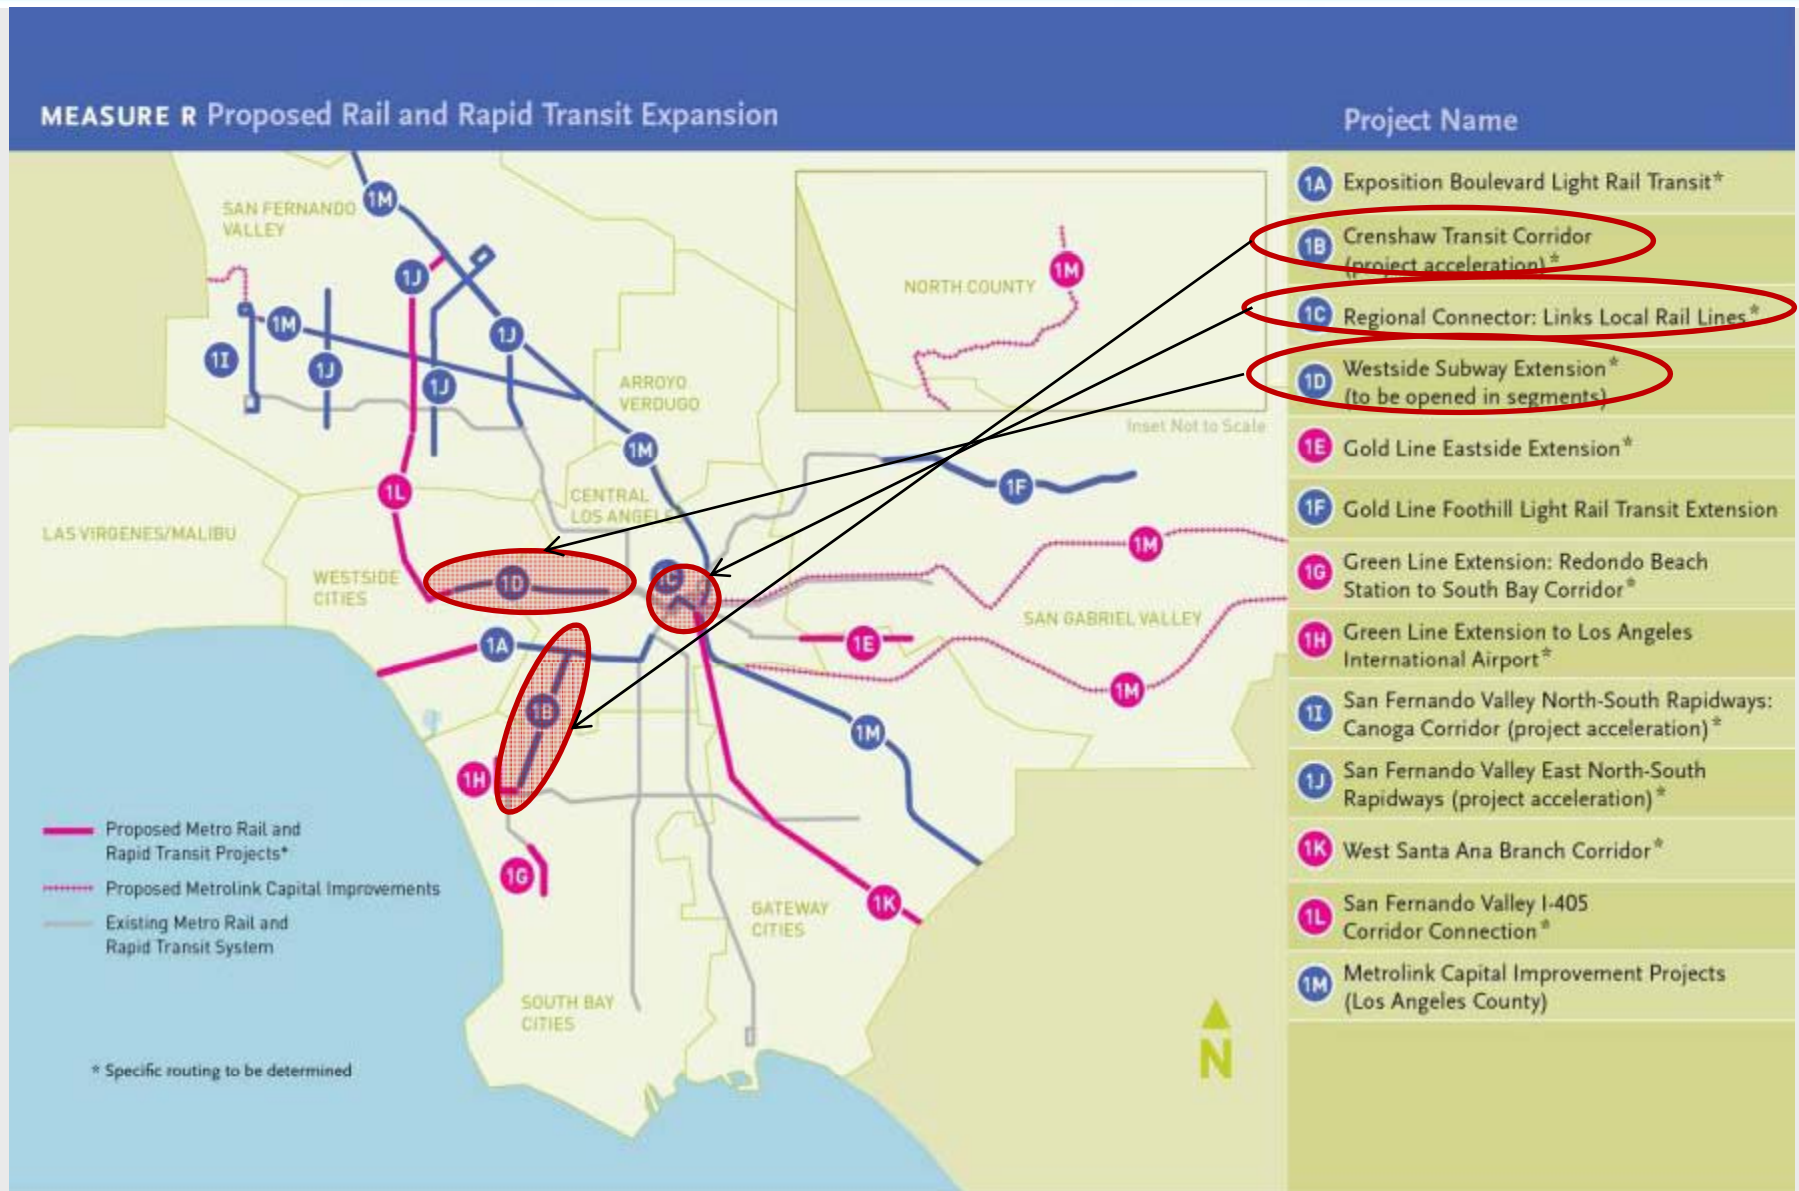 MEASURE R Proposed Rail and Rapid Transit Expansion
Project Name
1A Exposition Boulevard Light Rail Transit*
1B Crenshaw Transit Corridor
(project acceleration)*
1C Regional Connector: Links Local Rail Lines*
1D Westside Subway Extension*
(to be opened in segments)
1E Gold Line Eastside Extension*
1F Gold Line Foothill Light Rail Transit Extension
1G Green Line Extension: Redondo Beach
Station to South Bay Corridor*
1H Green Line Extension to Los Angeles
International Airport*
1I San Fernando Valley North-South Rapidways:
Canoga Corridor (project acceleration)*
1J San Fernando Valley East North-South
Rapidways (project acceleration)*
1K West Santa Ana Branch Corridor*
1L San Fernando Valley I-405
Corridor Connection*
1M Metrolink Capital Improvement Projects
(Los Angeles County)
1M
SAN FERNANDO
VALLEY
1J
1M
1I
1J
1J
1J
ARROYO
VERDUGO
NORTH COUNTY
1M
Inset Not to Scale
1M
1L
CENTRAL
LOS ANGELES
1F
LAS VIRGENES/MALIBU
1M
WESTSIDE
CITIES
1D
1C
SAN GABRIEL VALLEY
1A
1E
1M
1B
1M
1H
1G
1K
GATEWAY
CITIES
SOUTH BAY
CITIES
Proposed Metro Rail and
Rapid Transit Projects*
Proposed Metrolink Capital Improvements
Existing Metro Rail and
Rapid Transit System
* Specific routing to be determined
N